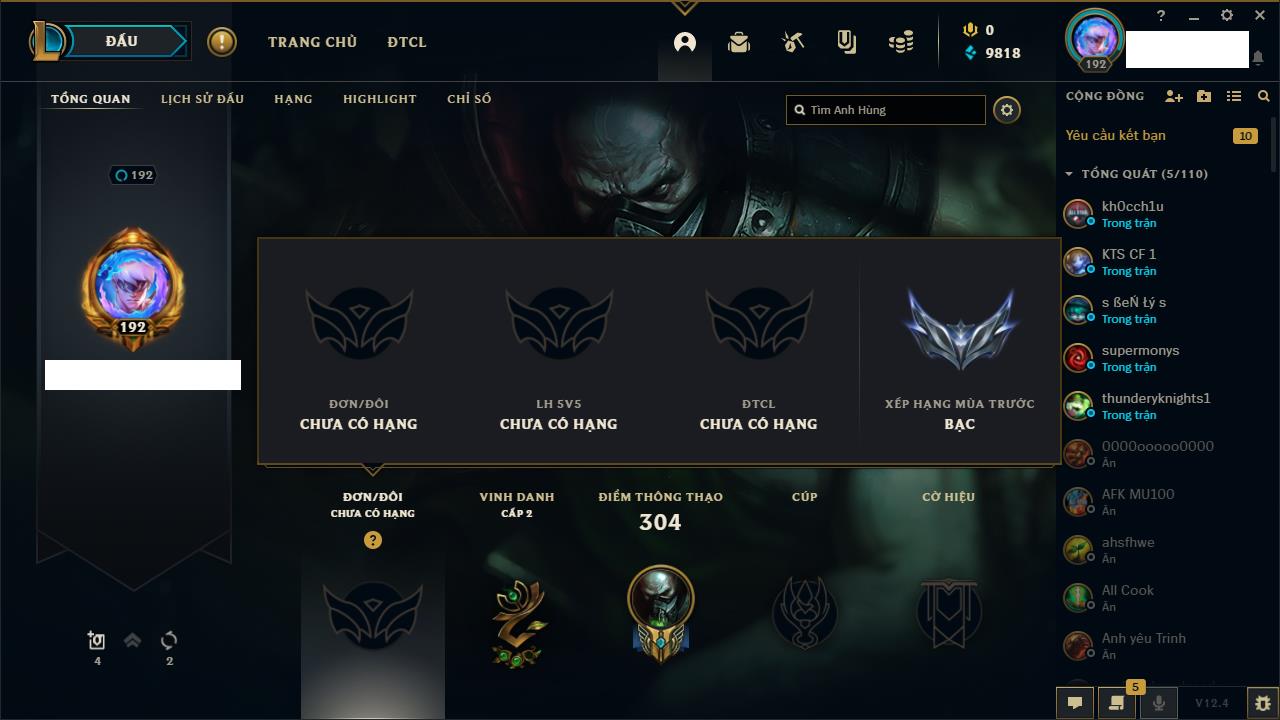 ĐẤU
TRANG CHỦ
ĐTCL
0
9818
192
TỔNG QUAN
LỊCH SỬ ĐẤU
HẠNG
HIGHLIGHT
CHỈ SỐ
Tìm Anh Hùng
192
192
ĐƠN/ĐÔI
CHƯA CÓ HẠNG
LH 5V5
CHƯA CÓ HẠNG
ĐTCL
CHƯA CÓ HẠNG
XẾP HẠNG MÙA TRƯỚC
BẠC
ĐƠN/ĐÔI
CHƯA CÓ HẠNG
?
VINH DANH
CẤP 2
ĐIỂM THÔNG THẠO
304
CÚP
CỜ HIỆU
4
2
CỘNG ĐỒNG
Yêu cầu kết bạn
10
TỔNG QUÁT (5/110)
kh0cch1u
Trong trận
KTS CF 1
Trong trận
s ßeÑ Łý s
Trong trận
supermonys
Trong trận
thunderyknights1
Trong trận
0000ooooo0000
Ẩn
AFK MU100
Ẩn
ahsfhwe
Ẩn
All Cook
Ẩn
Anh yêu Trinh
Ẩn
5
V12.4